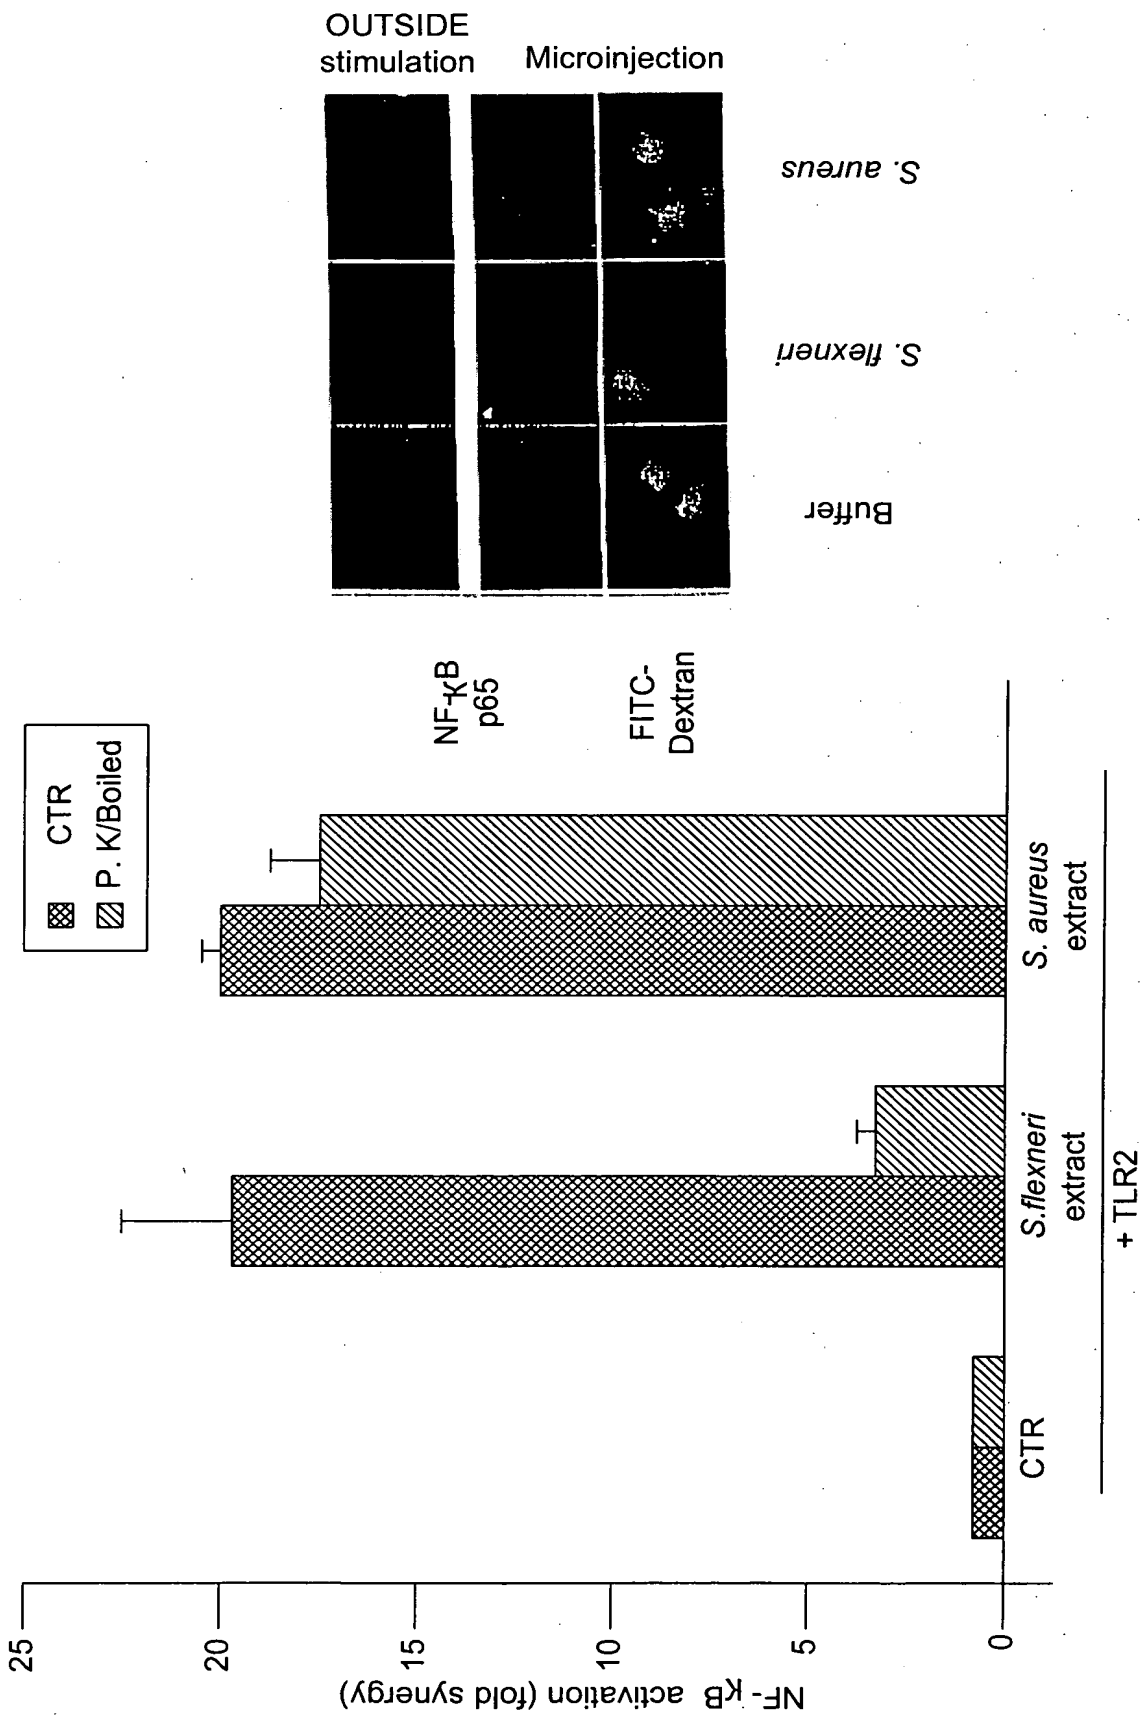 OUTSIDE
stimulation
Microinjection
S. aureus
S. flexneri
Buffer
NF-κB
p65
FITC-
Dextran
CTR
P. K/Boiled
25
20
15
10
5
0
NF-κB activation (fold synergy)
CTR
S.flexneri
extract
S. aureus
extract
+ TLR2